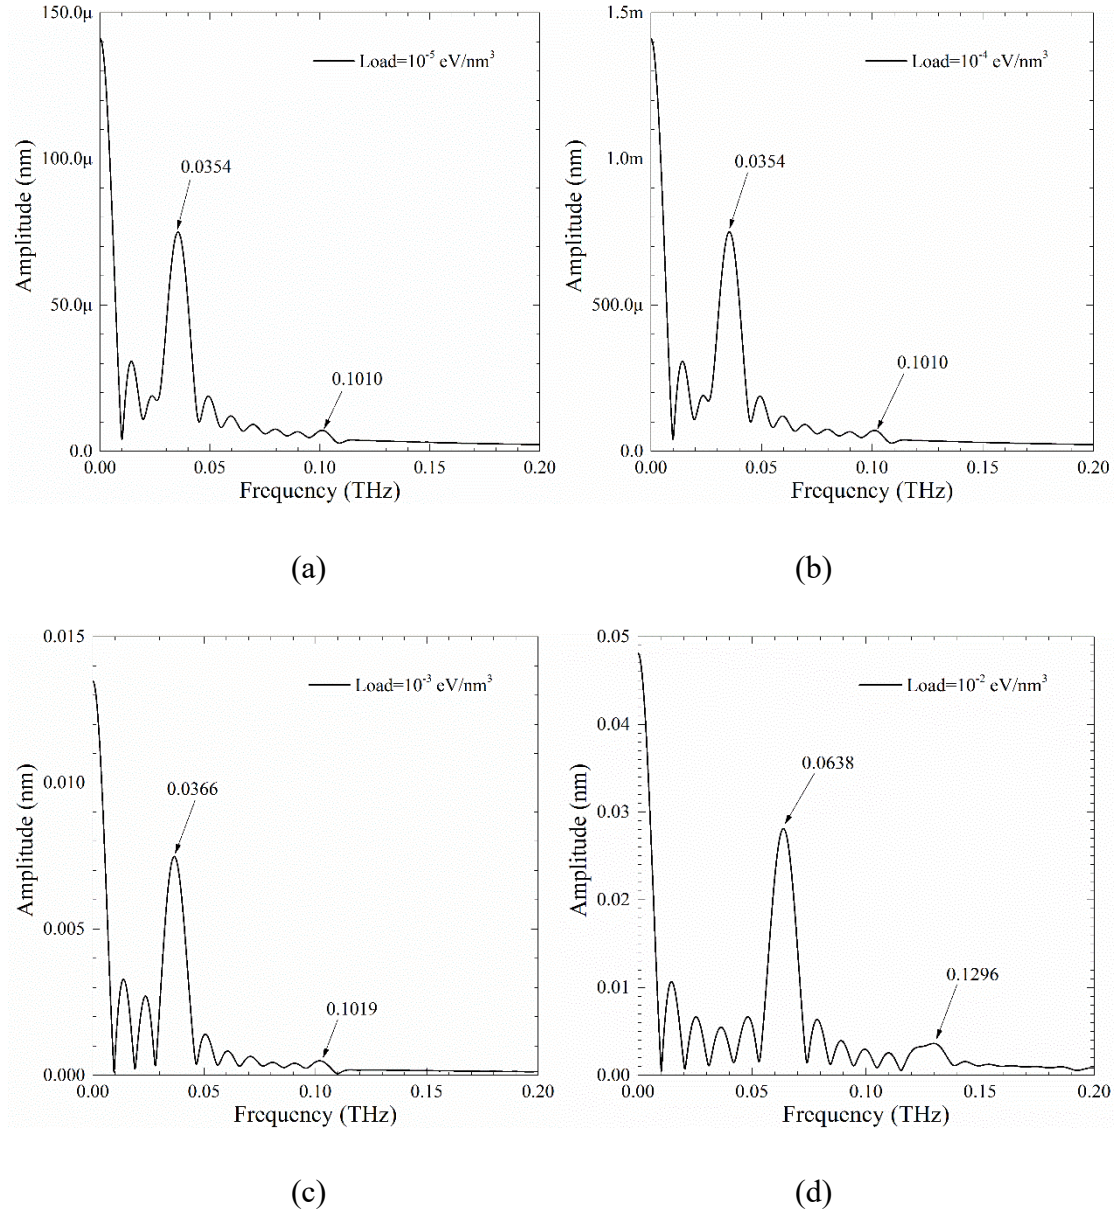 150.0μ
100.0μ
50.0μ
0.0
Amplitude (nm)
Load=10⁻⁵ eV/nm³
0.0354
0.1010
0.00 0.05 0.10 0.15 0.20
Frequency (THz)
(a)
1.5m
1.0m
500.0μ
0.0
Amplitude (nm)
Load=10⁻⁴ eV/nm³
0.0354
0.1010
0.00 0.05 0.10 0.15 0.20
Frequency (THz)
(b)
0.015
0.010
0.005
0.000
Amplitude (nm)
Load=10⁻³ eV/nm³
0.0366
0.1019
0.00 0.05 0.10 0.15 0.20
Frequency (THz)
(c)
0.05
0.04
0.03
0.02
0.01
0.00
Amplitude (nm)
Load=10⁻² eV/nm³
0.0638
0.1296
0.00 0.05 0.10 0.15 0.20
Frequency (THz)
(d)